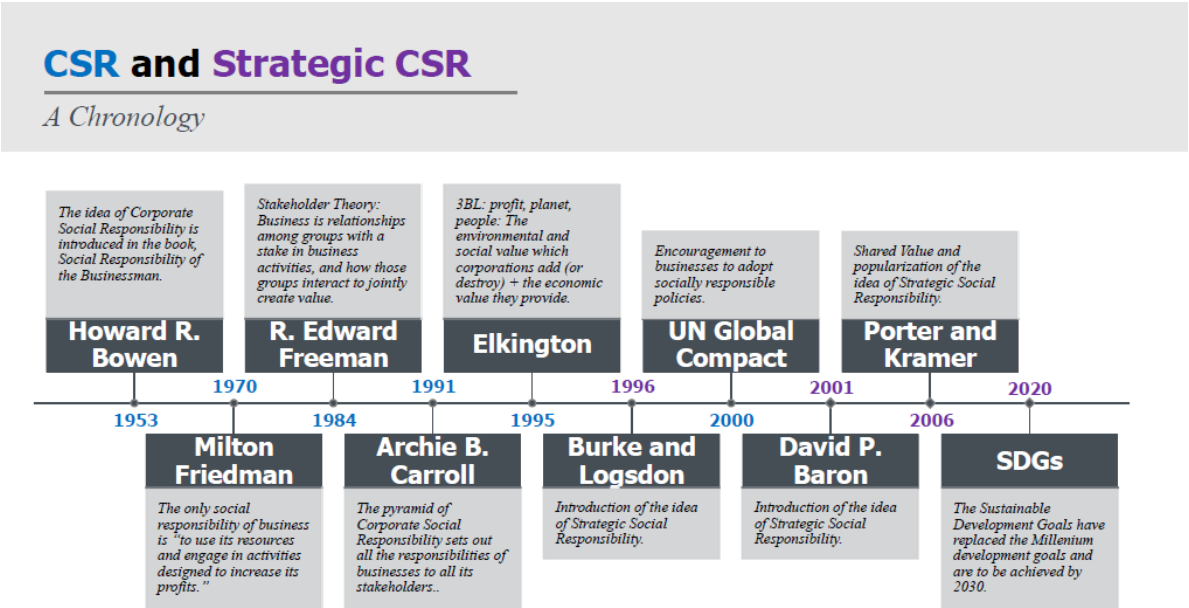 CSR and Strategic CSR
A Chronology
The idea of Corporate
Social Responsibility is
introduced in the book,
Social Responsibility of
the Businessman.
Howard R.
Bowen
Stakeholder Theory:
Business is relationships
among groups with a
stake in business
activities, and how those
groups interact to jointly
create value.
R. Edward
Freeman
3BL: profit, planet,
people: The
environmental and
social value which
corporations add (or
destroy) + the economic
value they provide.
Elkington
Encouragement to
businesses to adopt
socially responsible
policies.
UN Global
Compact
Shared Value and
popularization of the
idea of Strategic Social
Responsibility.
Porter and
Kramer
1970
1991
1996
2001
2020
1953
1984
1995
2000
2006
Milton
Friedman
The only social
responsibility of business
is “to use its resources
and engage in activities
designed to increase its
profits.”
Archie B.
Carroll
The pyramid of
Corporate Social
Responsibility sets out
all the responsibilities of
businesses to all its
stakeholders..
Burke and
Logsdon
Introduction of the idea
of Strategic Social
Responsibility.
David P.
Baron
Introduction of the idea
of Strategic Social
Responsibility.
SDGs
The Sustainable
Development Goals have
replaced the Millenium
development goals and
are to be achieved by
2030.